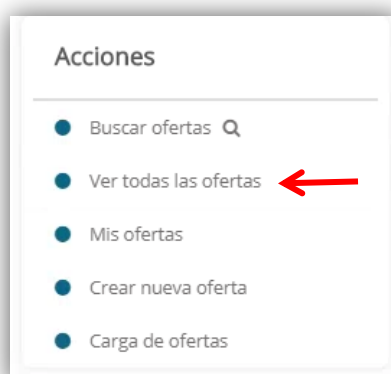 Acciones
Buscar ofertas
Ver todas las ofertas
Mis ofertas
Crear nueva oferta
Carga de ofertas